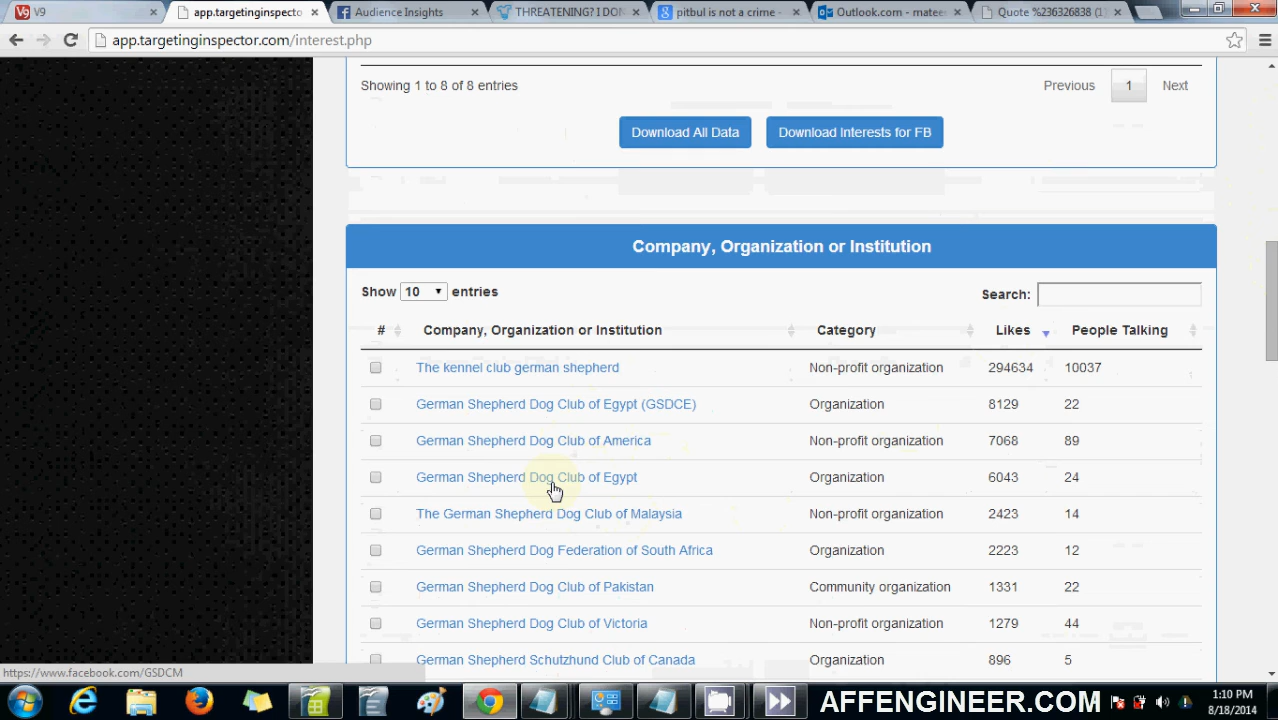 V9
app.targetinginspecto
Audience Insights
THREATENING? I DON
pitbul is not a crime -
Outlook.com - matee
Quote %236326838 (1
app.targetinginspector.com/interest.php
Showing 1 to 8 of 8 entries
Previous 1 Next
Download All Data Download Interests for FB
Company, Organization or Institution
Show 10 entries
Search:
# Company, Organization or Institution Category Likes People Talking
The kennel club german shepherd Non-profit organization 294634 10037
German Shepherd Dog Club of Egypt (GSDCE) Organization 8129 22
German Shepherd Dog Club of America Non-profit organization 7068 89
German Shepherd Dog Club of Egypt Organization 6043 24
The German Shepherd Dog Club of Malaysia Non-profit organization 2423 14
German Shepherd Dog Federation of South Africa Organization 2223 12
German Shepherd Dog Club of Pakistan Community organization 1331 22
German Shepherd Dog Club of Victoria Non-profit organization 1279 44
German Shepherd Schutzhund Club of Canada Organization 896 5
https://www.facebook.com/GSDCM
AFFENGINEER.COM
1:10 PM
8/18/2014